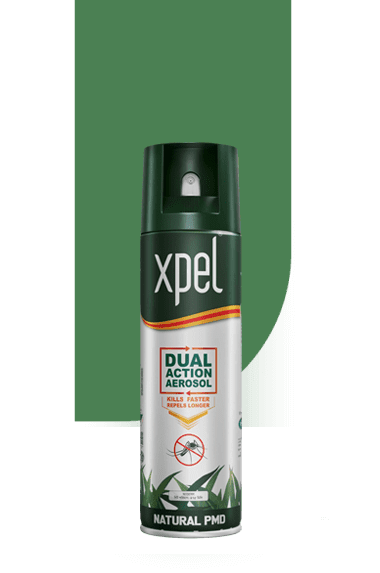 xpel
DUAL
ACTION
AEROSOL
KILLS FASTER
REPELS LONGER
NATURAL PMD